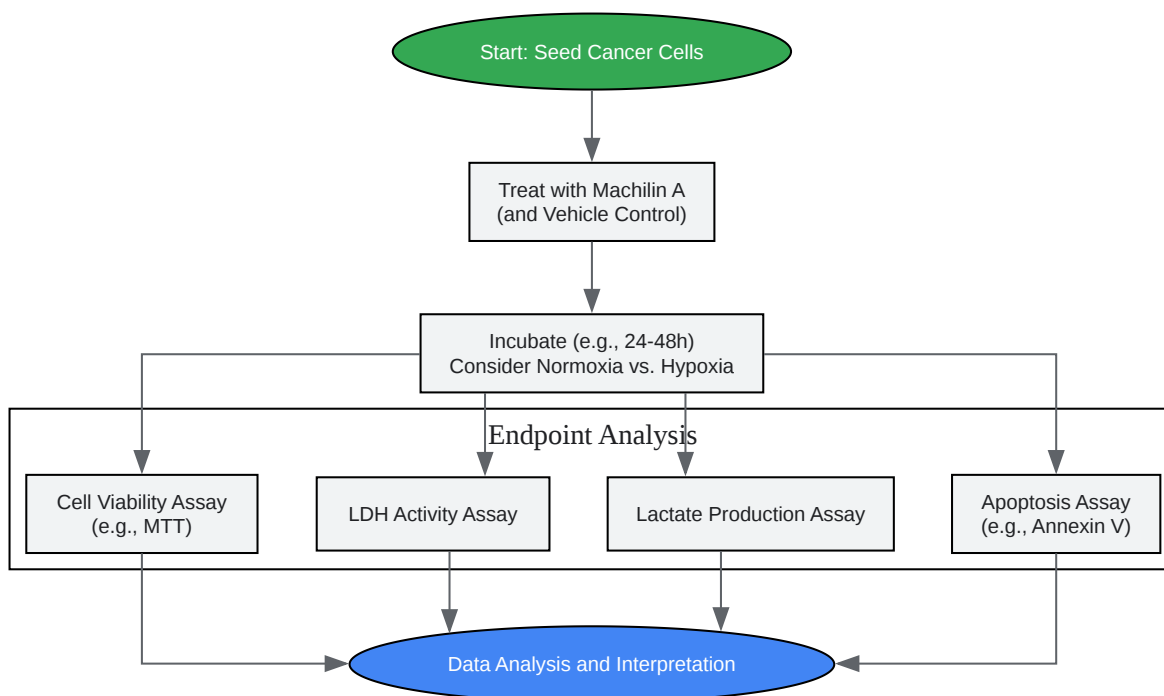 Start: Seed Cancer Cells
Treat with Machilin A
(and Vehicle Control)
Incubate (e.g., 24-48h)
Consider Normoxia vs. Hypoxia
Endpoint Analysis
Cell Viability Assay
(e.g., MTT)
LDH Activity Assay
Lactate Production Assay
Apoptosis Assay
(e.g., Annexin V)
Data Analysis and Interpretation